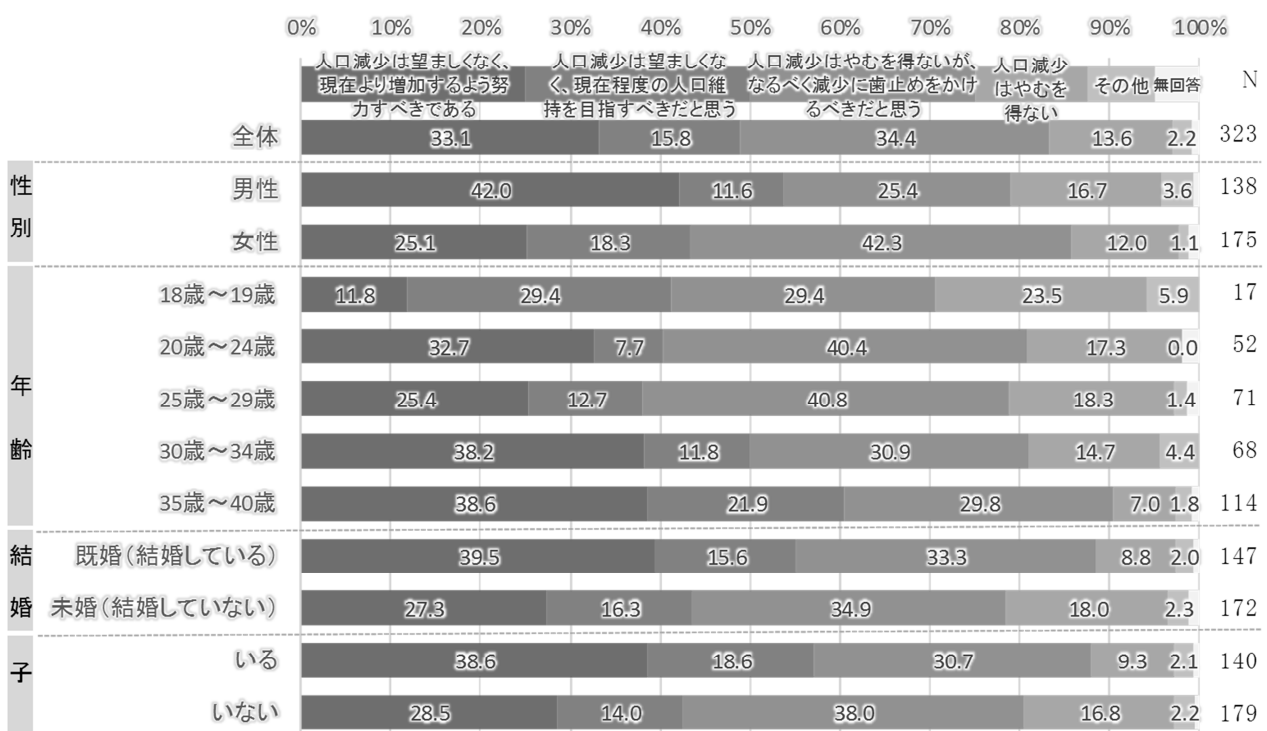 0% 10% 20% 30% 40% 50% 60% 70% 80% 90% 100%
人口減少は望ましくなく、
現在より増加するよう努
力すべきである
人口減少は望ましくな
く、現在程度の人口維
持を目指すべきだと思う
人口減少はやむを得ないが、
なるべく減少に歯止めをかけ
るべきだと思う
人口減少
はやむを
得ない
その他
無回答
N
全体 33.1 15.8 34.4 13.6 2.2 323
性別
男性 42.0 11.6 25.4 16.7 3.6 138
女性 25.1 18.3 42.3 12.0 1.1 175
年齢
18歳～19歳 11.8 29.4 29.4 23.5 5.9 17
20歳～24歳 32.7 7.7 40.4 17.3 0.0 52
25歳～29歳 25.4 12.7 40.8 18.3 1.4 71
30歳～34歳 38.2 11.8 30.9 14.7 4.4 68
35歳～40歳 38.6 21.9 29.8 7.0 1.8 114
結婚
既婚（結婚している） 39.5 15.6 33.3 8.8 2.0 147
未婚（結婚していない） 27.3 16.3 34.9 18.0 2.3 172
子
いる 38.6 18.6 30.7 9.3 2.1 140
いない 28.5 14.0 38.0 16.8 2.2 179